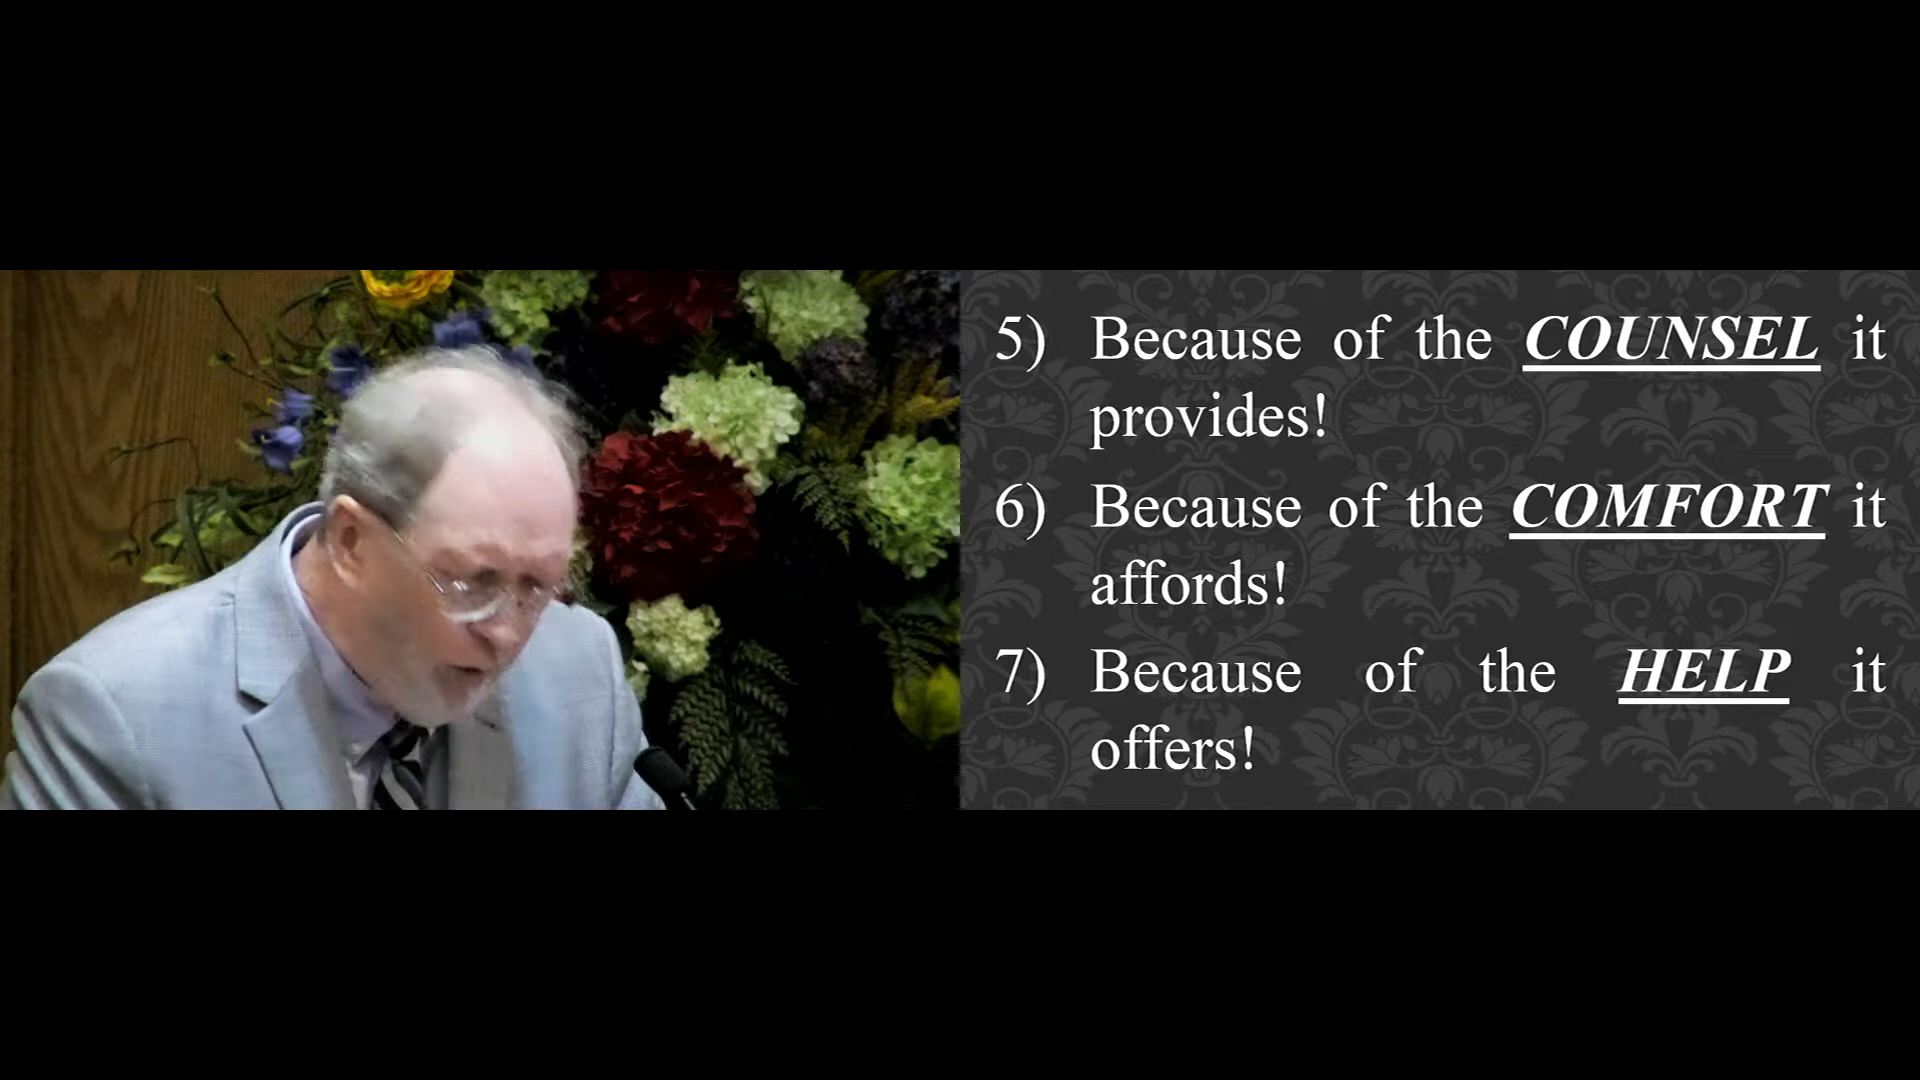 5) Because of the COUNSEL it
provides!
6) Because of the COMFORT it
affords!
7) Because of the HELP it
offers!